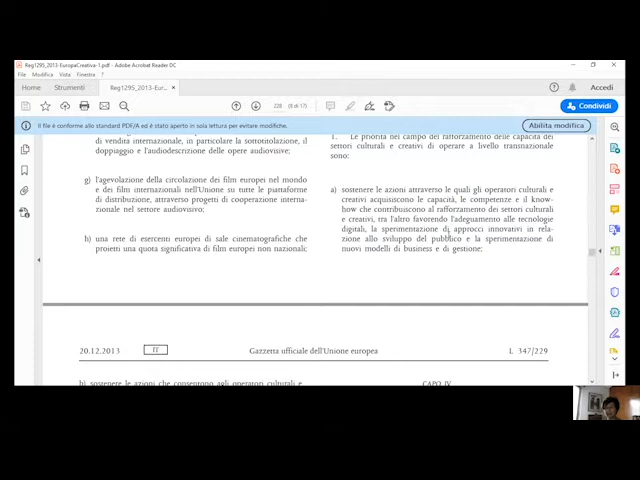 Reg1295_2013-EuropaCreativa-1.pdf - Adobe Acrobat Reader DC
File Modifica Vista Finestra ?
Home Strumenti Reg1295_2013-Eur... × Accedi
228 (8 di 17)
Condividi
Il file è conforme allo standard PDF/A ed è stato aperto in sola lettura per evitare modifiche.
Abilita modifica
di vendita internazionale, in particolare la sottotitolazione, il
doppiaggio e l'audiodescrizione delle opere audiovisive;
g) l'agevolazione della circolazione dei film europei nel mondo
e dei film internazionali nell'Unione su tutte le piattaforme
di distribuzione, attraverso progetti di cooperazione interna-
zionale nel settore audiovisivo;
h) una rete di esercenti europei di sale cinematografiche che
proietti una quota significativa di film europei non nazionali;
1. Le priorità nel campo del rafforzamento delle capacità dei
settori culturali e creativi di operare a livello transnazionale
sono:
a) sostenere le azioni attraverso le quali gli operatori culturali e
creativi acquisiscono le capacità, le competenze e il know-
how che contribuiscono al rafforzamento dei settori culturali
e creativi, tra l'altro favorendo l'adeguamento alle tecnologie
digitali, la sperimentazione di approcci innovativi in rela-
zione allo sviluppo del pubblico e la sperimentazione di
nuovi modelli di business e di gestione;
20.12.2013 IT Gazzetta ufficiale dell'Unione europea L 347/229
b) sostenere le azioni che consentono agli operatori culturali e
CAPO IV